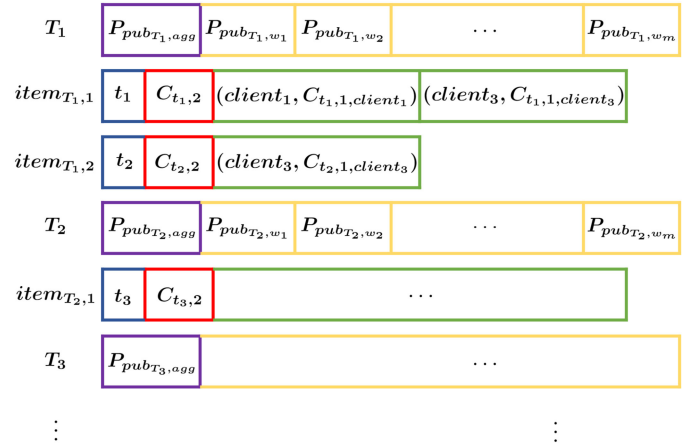 T_1 P_{pub_{T_1,agg}} P_{pub_{T_1,w_1}} P_{pub_{T_1,w_2}} ⋯ P_{pub_{T_1,w_m}}
item_{T_1,1} t_1 C_{t_1,2} (client_1, C_{t_1,1,client_1}) (client_3, C_{t_1,1,client_3})
item_{T_1,2} t_2 C_{t_2,2} (client_3, C_{t_2,1,client_3})
T_2 P_{pub_{T_2,agg}} P_{pub_{T_2,w_1}} P_{pub_{T_2,w_2}} ⋯ P_{pub_{T_2,w_m}}
item_{T_2,1} t_3 C_{t_3,2} ⋯
T_3 P_{pub_{T_3,agg}} ⋯
⋮ ⋮